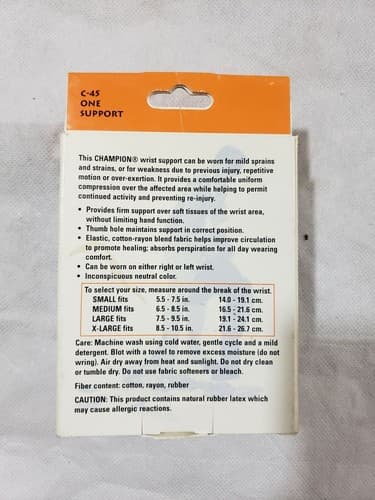 C-45
ONE
SUPPORT
This CHAMPION® wrist support can be worn for mild sprains
and strains, or for weakness due to previous injury, repetitive
motion or over-exertion. It provides a comfortable uniform
compression over the affected area while helping to permit
continued activity and preventing re-injury.
• Provides firm support over soft tissues of the wrist area,
without limiting hand function.
• Thumb hole maintains support in correct position.
• Elastic, cotton-rayon blend fabric helps improve circulation
to promote healing; absorbs perspiration for all day wearing
comfort.
• Can be worn on either right or left wrist.
• Inconspicuous neutral color.
To select your size, measure around the break of the wrist.
SMALL fits 5.5 - 7.5 in. 14.0 - 19.1 cm.
MEDIUM fits 6.5 - 8.5 in. 16.5 - 21.6 cm.
LARGE fits 7.5 - 9.5 in. 19.1 - 24.1 cm.
X-LARGE fits 8.5 - 10.5 in. 21.6 - 26.7 cm.
Care: Machine wash using cold water, gentle cycle and a mild
detergent. Blot with a towel to remove excess moisture (do not
wring). Air dry away from heat and sunlight. Do not dry clean
or tumble dry. Do not use fabric softeners or bleach.
Fiber content: cotton, rayon, rubber
CAUTION: This product contains natural rubber latex which
may cause allergic reactions.